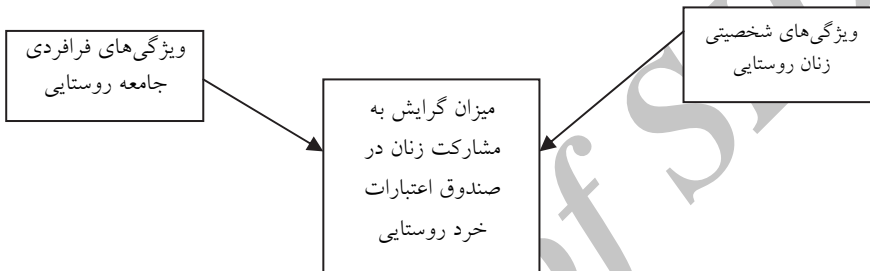 ویژگی‌های شخصیتی
زنان روستایی
ویژگی‌های فرافردی
جامعه روستایی
میزان گرایش به
مشارکت زنان در
صندوق اعتبارات
خرد روستایی